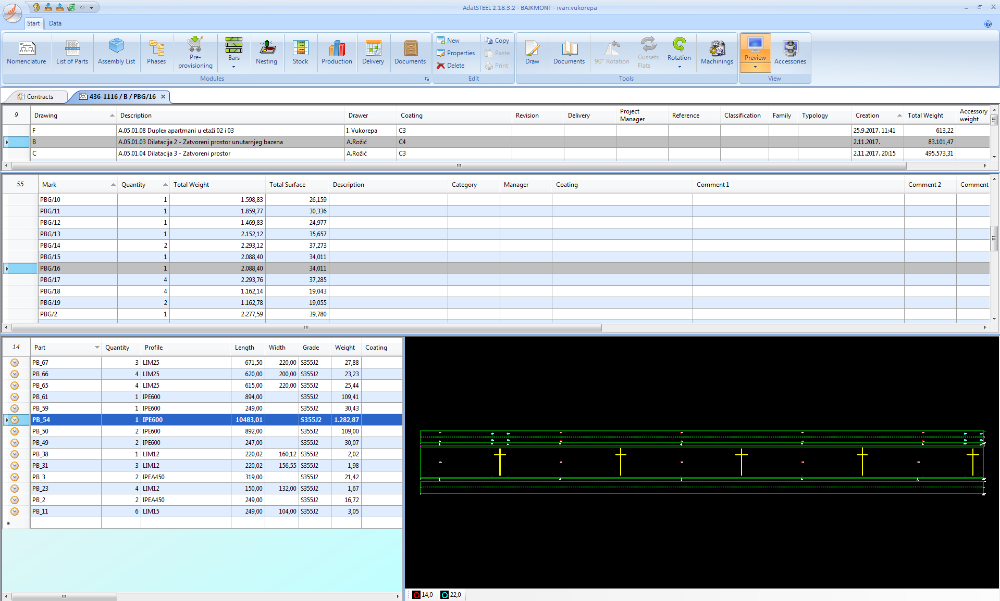 AdatSTEEL 2.18.3.2 - BAJKMONT - ivan.vukorepa
Start Data
Nomenclature List of Parts Assembly List Phases Pre-provisioning Bars Nesting Stock Production Delivery Documents
Modules
New Copy
Properties Paste
Delete Print
Edit
Draw Documents 90° Rotation Gussets Flats Rotation Machinings
Tools
Preview Accessories
View
Contracts 436-1116 / B / PBG/16
9 Drawing Description Drawer Coating Revision Delivery Project Manager Reference Classification Family Typology Creation Total Weight Accessory weight
F A.05.01.08 Duplex apartmani u etaži 02 i 03 I. Vukorepa C3 25.9.2017. 11:41 613,22
B A.05.01.03 Dilatacija 2 - Zatvoreni prostor unutarnjeg bazena A.Rožić C4 2.11.2017. 83.101,47
C A.05.01.04 Dilatacija 3 - Zatvoreni prostor A.Rožić C3 2.11.2017. 20:15 495.573,31
55 Mark Quantity Total Weight Total Surface Description Category Manager Coating Comment 1 Comment 2 Comment
PBG/10 1 1.598,83 26,159
PBG/11 1 1.859,77 30,336
PBG/12 1 1.469,83 24,977
PBG/13 1 2.152,12 35,657
PBG/14 2 2.293,12 37,273
PBG/15 1 2.088,40 34,011
PBG/16 1 2.088,40 34,011
PBG/17 4 2.293,76 37,285
PBG/18 4 1.162,14 19,043
PBG/19 2 1.162,78 19,055
PBG/2 1 2.277,59 39,780
14 Part Quantity Profile Length Width Grade Weight Coating
PB_67 3 LIM25 671,50 220,00 S355J2 27,88
PB_66 4 LIM25 620,00 200,00 S355J2 23,23
PB_65 4 LIM25 615,00 220,00 S355J2 25,44
PB_61 1 IPE600 894,00 S355J2 109,41
PB_59 1 IPE600 249,00 S355J2 30,43
PB_54 1 IPE600 10483,01 S355J2 1.282,87
PB_50 2 IPE600 892,00 S355J2 109,00
PB_49 2 IPE600 247,00 S355J2 30,07
PB_38 1 LIM12 220,02 160,12 S355J2 2,02
PB_31 3 LIM12 220,02 156,55 S355J2 1,98
PB_3 2 IPEA450 319,00 S355J2 21,42
PB_23 4 LIM12 150,00 132,00 S355J2 1,67
PB_2 2 IPEA450 249,00 S355J2 16,72
PB_11 6 LIM15 249,00 104,00 S355J2 3,05
14,0 22,0